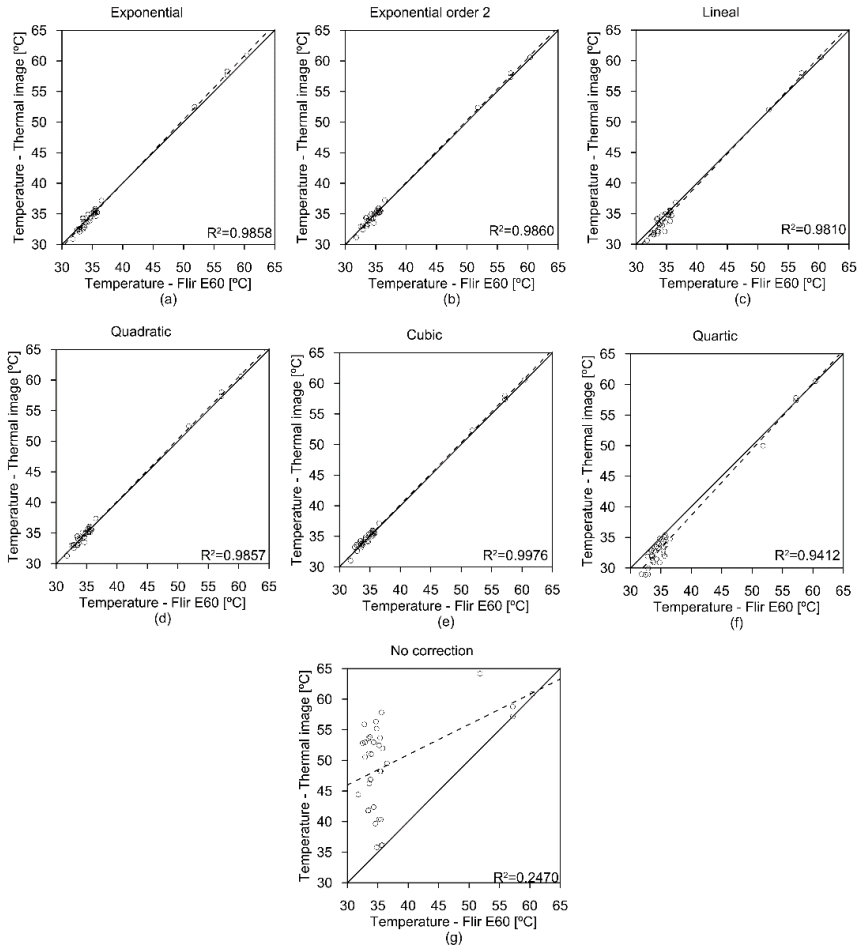 Exponential
Temperature - Thermal image [ºC]
65
60
55
50
45
40
35
30
R²=0.9858
30 35 40 45 50 55 60 65
Temperature - Flir E60 [ºC]
(a)
Exponential order 2
Temperature - Thermal image [ºC]
65
60
55
50
45
40
35
30
R²=0.9860
30 35 40 45 50 55 60 65
Temperature - Flir E60 [ºC]
(b)
Lineal
Temperature - Thermal image [ºC]
65
60
55
50
45
40
35
30
R²=0.9810
30 35 40 45 50 55 60 65
Temperature - Flir E60 [ºC]
(c)
Quadratic
Temperature - Thermal image [ºC]
65
60
55
50
45
40
35
30
R²=0.9857
30 35 40 45 50 55 60 65
Temperature - Flir E60 [ºC]
(d)
Cubic
Temperature - Thermal image [ºC]
65
60
55
50
45
40
35
30
R²=0.9976
30 35 40 45 50 55 60 65
Temperature - Flir E60 [ºC]
(e)
Quartic
Temperature - Thermal image [ºC]
65
60
55
50
45
40
35
30
R²=0.9412
30 35 40 45 50 55 60 65
Temperature - Flir E60 [ºC]
(f)
No correction
Temperature - Thermal image [ºC]
65
60
55
50
45
40
35
30
R²=0.2470
30 35 40 45 50 55 60 65
Temperature - Flir E60 [ºC]
(g)